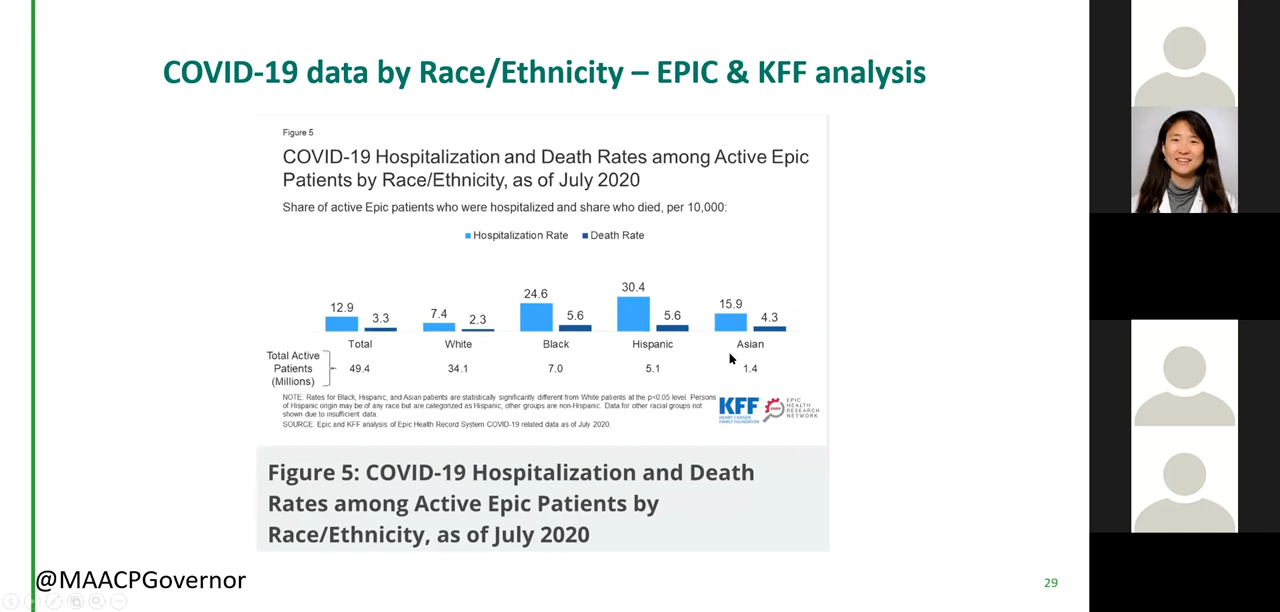 COVID-19 data by Race/Ethnicity – EPIC & KFF analysis
Figure 5
COVID-19 Hospitalization and Death Rates among Active Epic
Patients by Race/Ethnicity, as of July 2020
Share of active Epic patients who were hospitalized and share who died, per 10,000:
Hospitalization Rate Death Rate
12.9 3.3 7.4 2.3 24.6 5.6 30.4 5.6 15.9 4.3
Total White Black Hispanic Asian
Total Active
Patients
(Millions)
49.4 34.1 7.0 5.1 1.4
NOTE: Rates for Black, Hispanic, and Asian patients are statistically significantly different from White patients at the p<0.05 level. Persons
of Hispanic origin may be of any race but are categorized as Hispanic, other groups are non-Hispanic. Data for other racial groups not
shown due to insufficient data.
SOURCE: Epic and KFF analysis of Epic Health Record System COVID-19 related data as of July 2020.
KFF
HENRY J KAISER
FAMILY FOUNDATION
EPIC
HEALTH
RESEARCH
NETWORK
Figure 5: COVID-19 Hospitalization and Death
Rates among Active Epic Patients by
Race/Ethnicity, as of July 2020
@MAACPGovernor
29